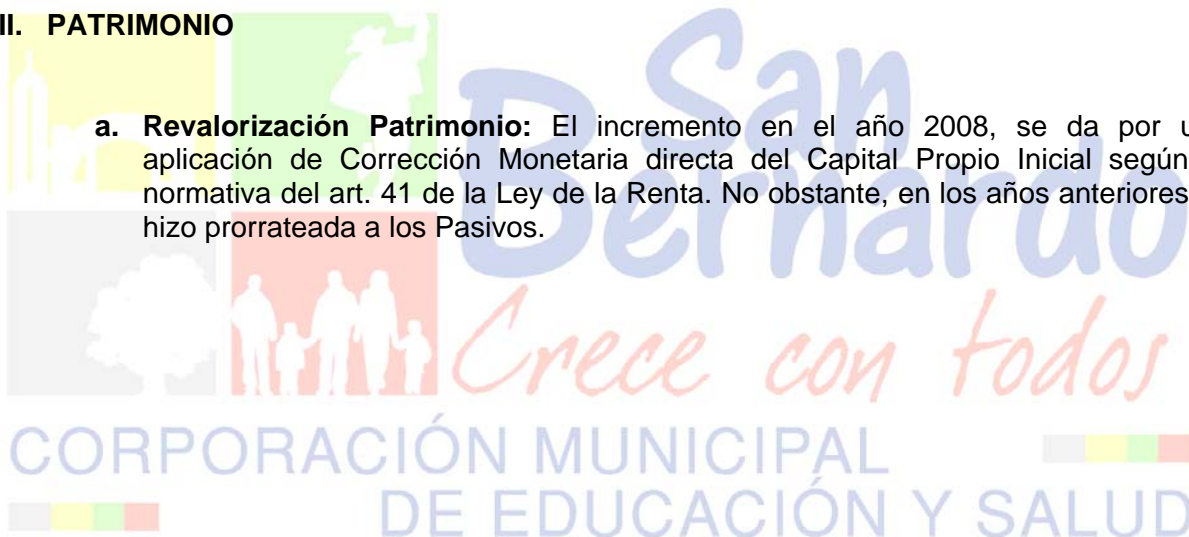 II. PATRIMONIO
a. Revalorización Patrimonio: El incremento en el año 2008, se da por u
aplicación de Corrección Monetaria directa del Capital Propio Inicial según
normativa del art. 41 de la Ley de la Renta. No obstante, en los años anteriores
hizo prorrateada a los Pasivos.
San
Bernardo
Crece con todos
CORPORACIÓN MUNICIPAL
DE EDUCACIÓN Y SALUD